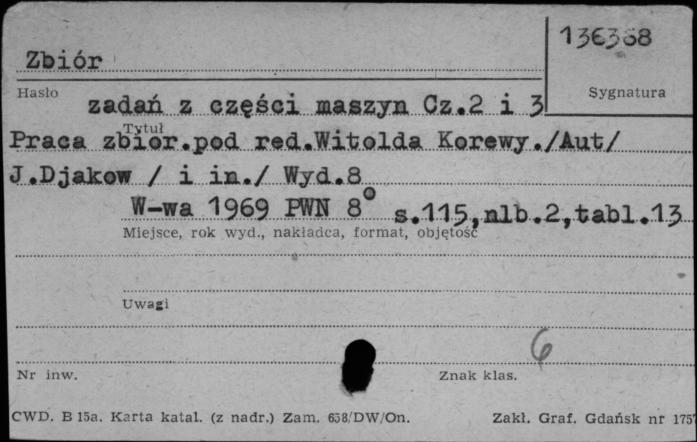 136368
Zbiór
Hasło
Sygnatura
zadań z części maszyn Cz.2 i 3
Tytuł
Praca zbior.pod red.Witolda Korewy./Aut/
J.Djakow / i in./ Wyd.8
W-wa 1969 PWN 8° s.115,nlb.2,tabl.13
Miejsce, rok wyd., nakładca, format, objętość
Uwagi
6
Nr inw.
Znak klas.
CWD. B 15a. Karta katal. (z nadr.) Zam. 658/DW/On.
Zakł. Graf. Gdańsk nr 1757